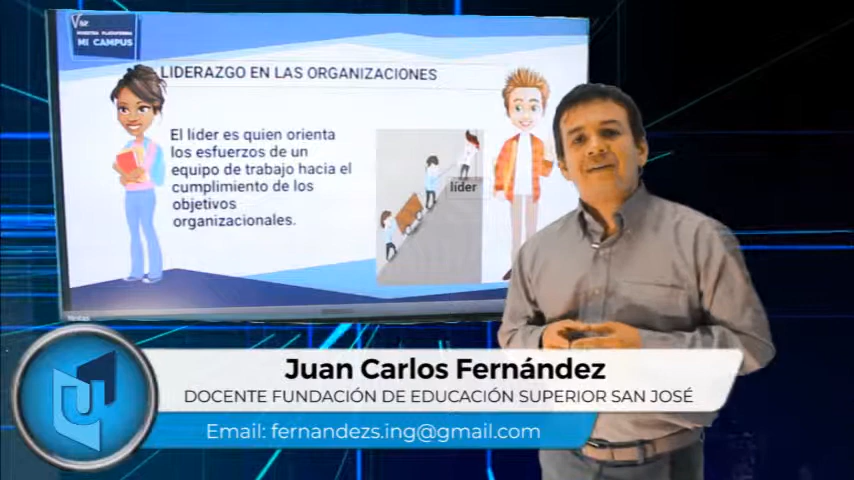 NUESTRA PLATAFORMA
MI CAMPUS
LIDERAZGO EN LAS ORGANIZACIONES
El líder es quien orienta
los esfuerzos de un
equipo de trabajo hacia el
cumplimiento de los
objetivos
organizacionales.
líder
Juan Carlos Fernández
DOCENTE FUNDACIÓN DE EDUCACIÓN SUPERIOR SAN JOSÉ
Email: fernandezs.ing@gmail.com